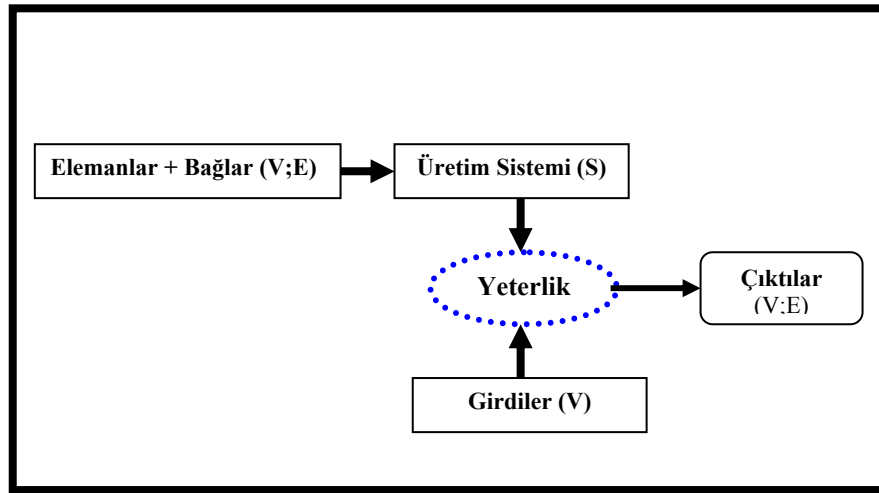 Elemanlar + Bağlar (V;E)
Üretim Sistemi (S)
Yeterlik
Çıktılar
(V;E)
Girdiler (V)